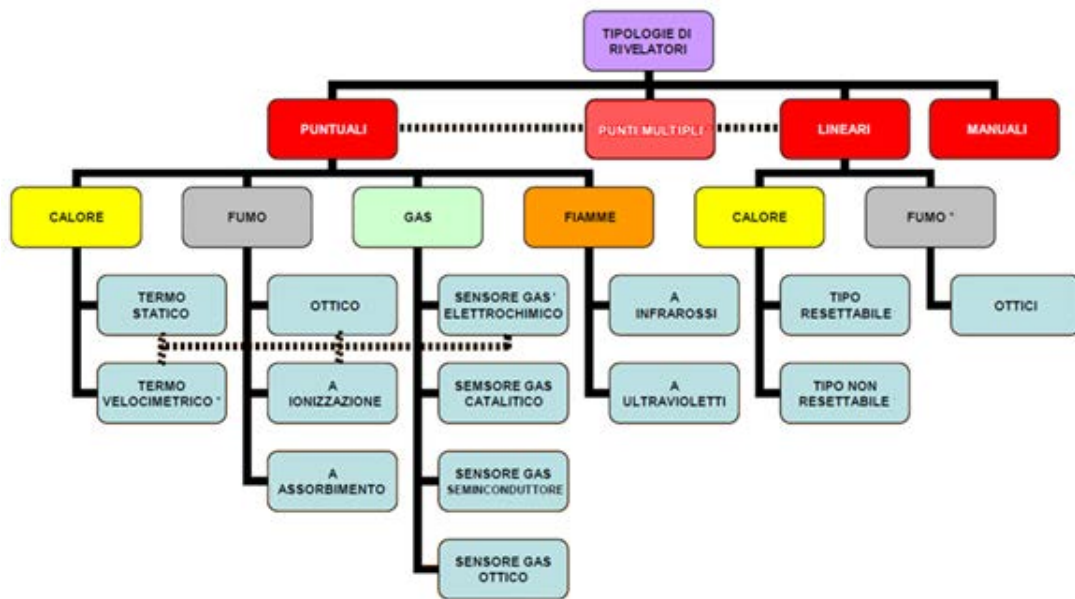 TIPOLOGIE DI
RIVELATORI
PUNTUALI
PUNTI MULTIPLI
LINEARI
MANUALI
CALORE
FUMO
GAS
FIAMME
CALORE
FUMO *
TERMO
STATICO
OTTICO
SENSORE GAS '
ELETTROCHIMICO
A
INFRAROSSI
TIPO
RESETTABILE
OTTICI
TERMO
VELOCIMETRICO *
A
IONIZZAZIONE
SEMSORE GAS
CATALITICO
A
ULTRAVIOLETTI
TIPO NON
RESETTABILE
A
ASSORBIMENTO
SENSORE GAS
SEMINCONDUTTORE
SENSORE GAS
OTTICO